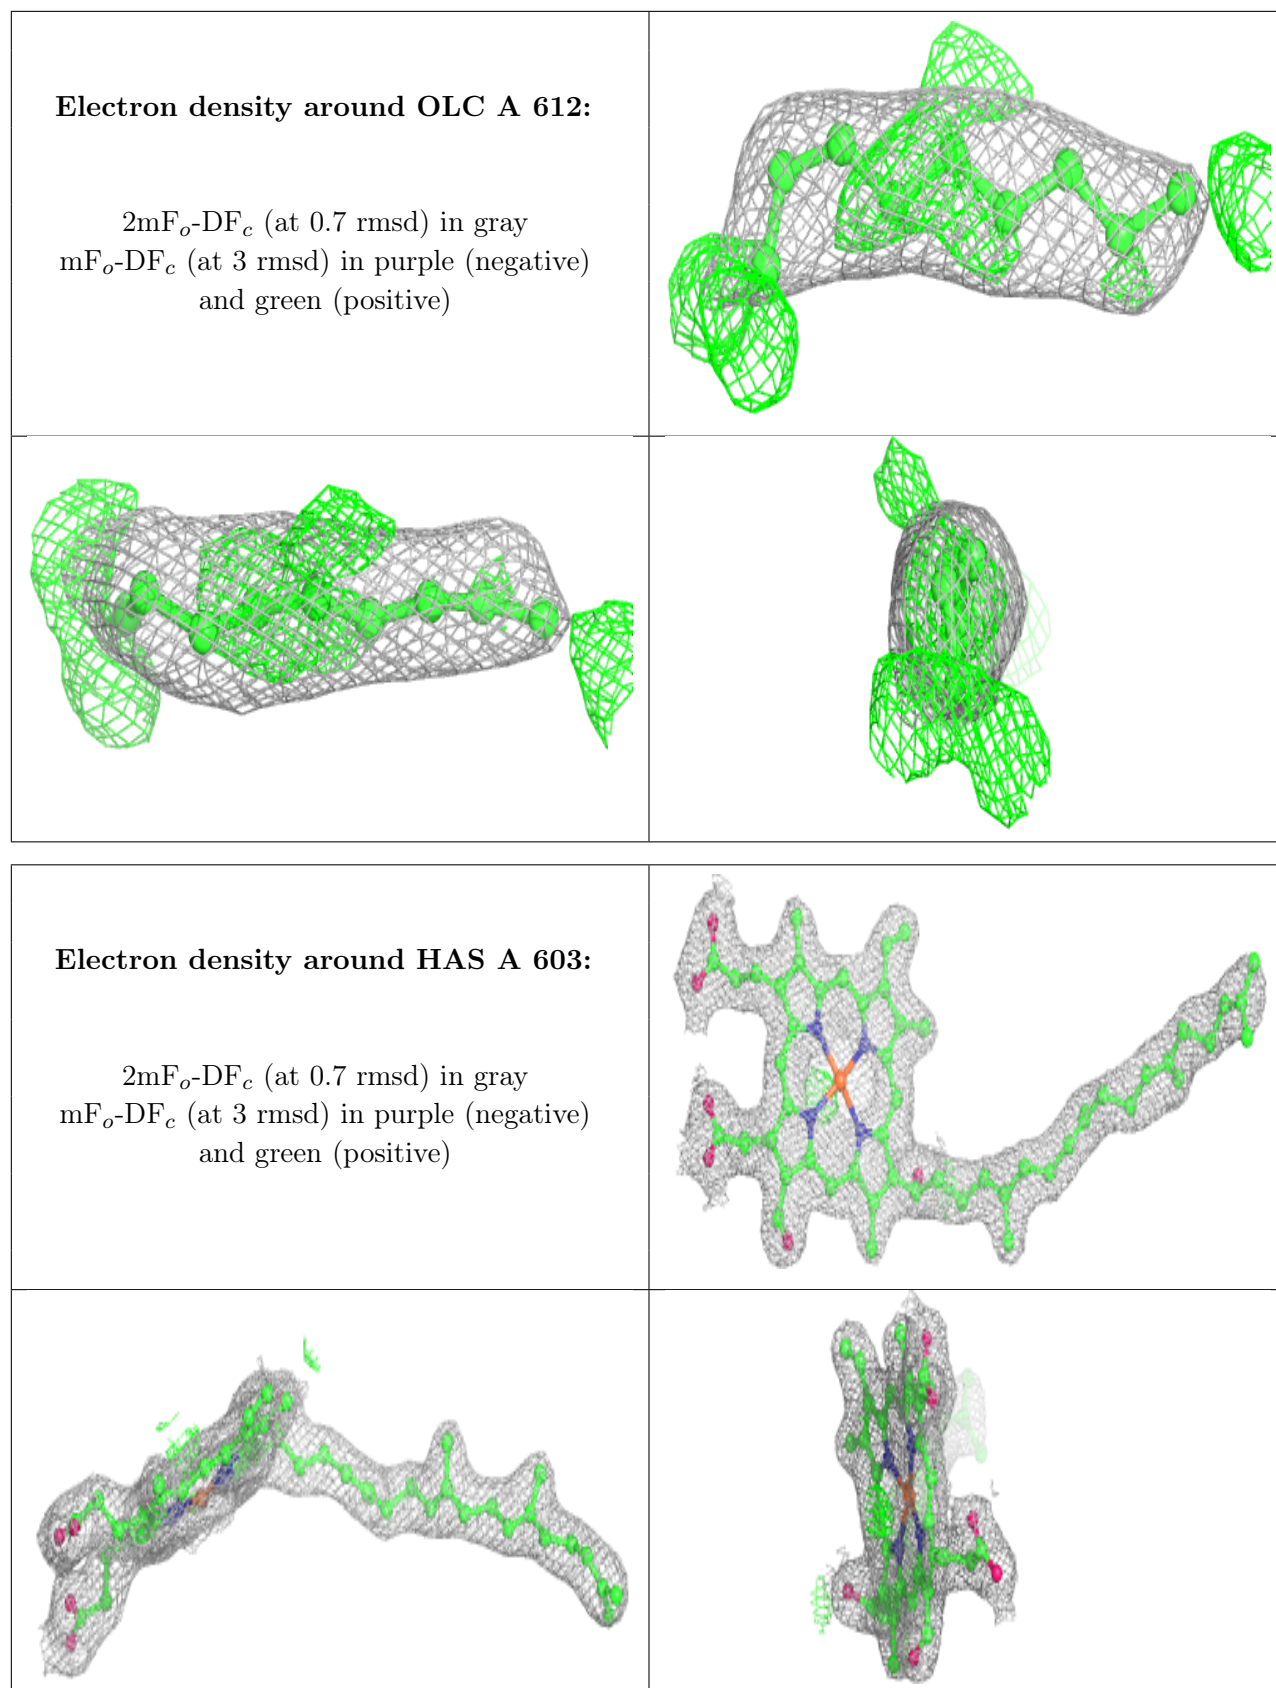 Electron density around OLC A 612:
2mFₒ-DF𝒸 (at 0.7 rmsd) in gray
mFₒ-DF𝒸 (at 3 rmsd) in purple (negative)
and green (positive)
Electron density around HAS A 603:
2mFₒ-DF𝒸 (at 0.7 rmsd) in gray
mFₒ-DF𝒸 (at 3 rmsd) in purple (negative)
and green (positive)